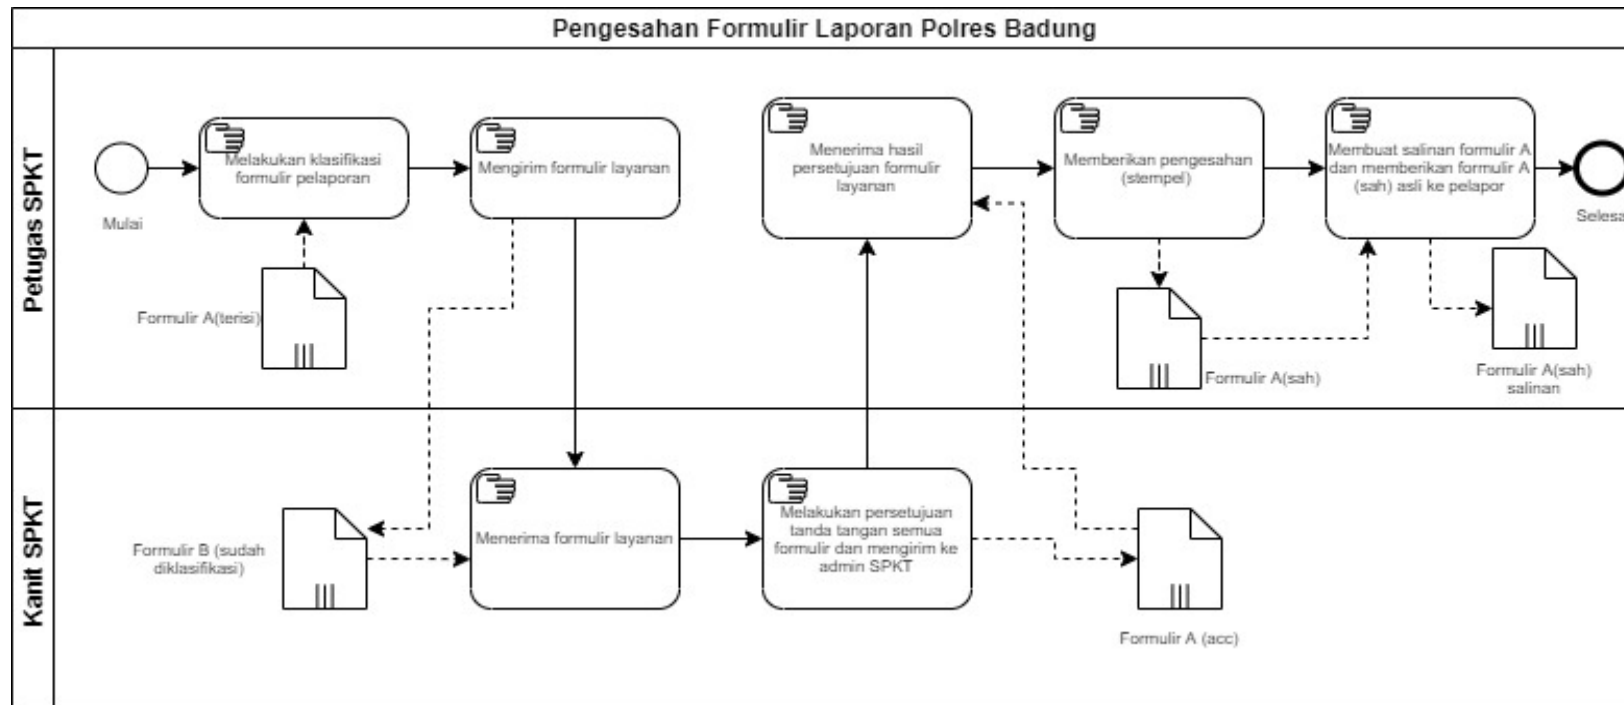 Pengesahan Formulir Laporan Polres Badung
Petugas SPKT
Mulai
Melakukan klasifikasi
formulir pelaporan
Mengirim formulir layanan
Menerima hasil
persetujuan formulir
layanan
Memberikan pengesahan
(stempel)
Membuat salinan formulir A
dan memberikan formulir A
(sah) asli ke pelapor
Selesa
Formulir A(terisi)
Formulir A(sah)
Formulir A(sah)
salinan
Kanit SPKT
Formulir B (sudah
diklasifikasi)
Menerima formulir layanan
Melakukan persetujuan
tanda tangan semua
formulir dan mengirim ke
admin SPKT
Formulir A (acc)